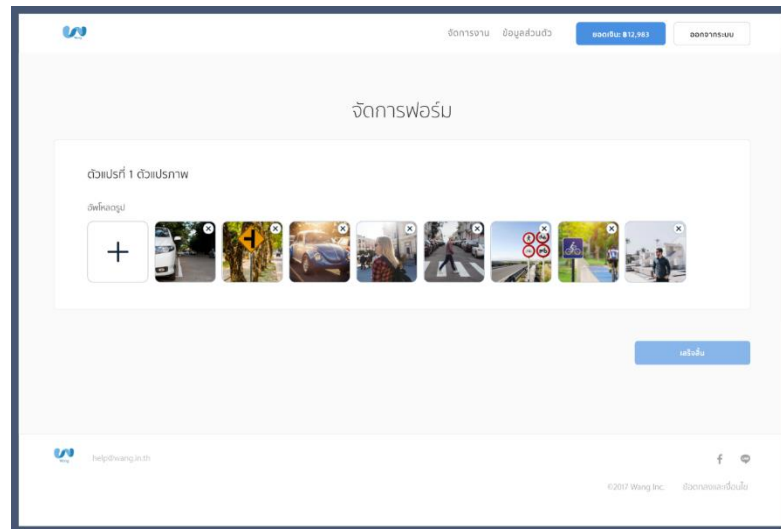 จัดการงาน ข้อมูลส่วนตัว ยอดเงิน: ฿12,983 ออกจากระบบ
จัดการฟอร์ม
ตัวแปรที่ 1 ตัวแปรภาพ
อัพโหลดรูป
เสร็จสิ้น
Wang help@wang.in.th
©2017 Wang Inc. ข้อตกลงและเงื่อนไข